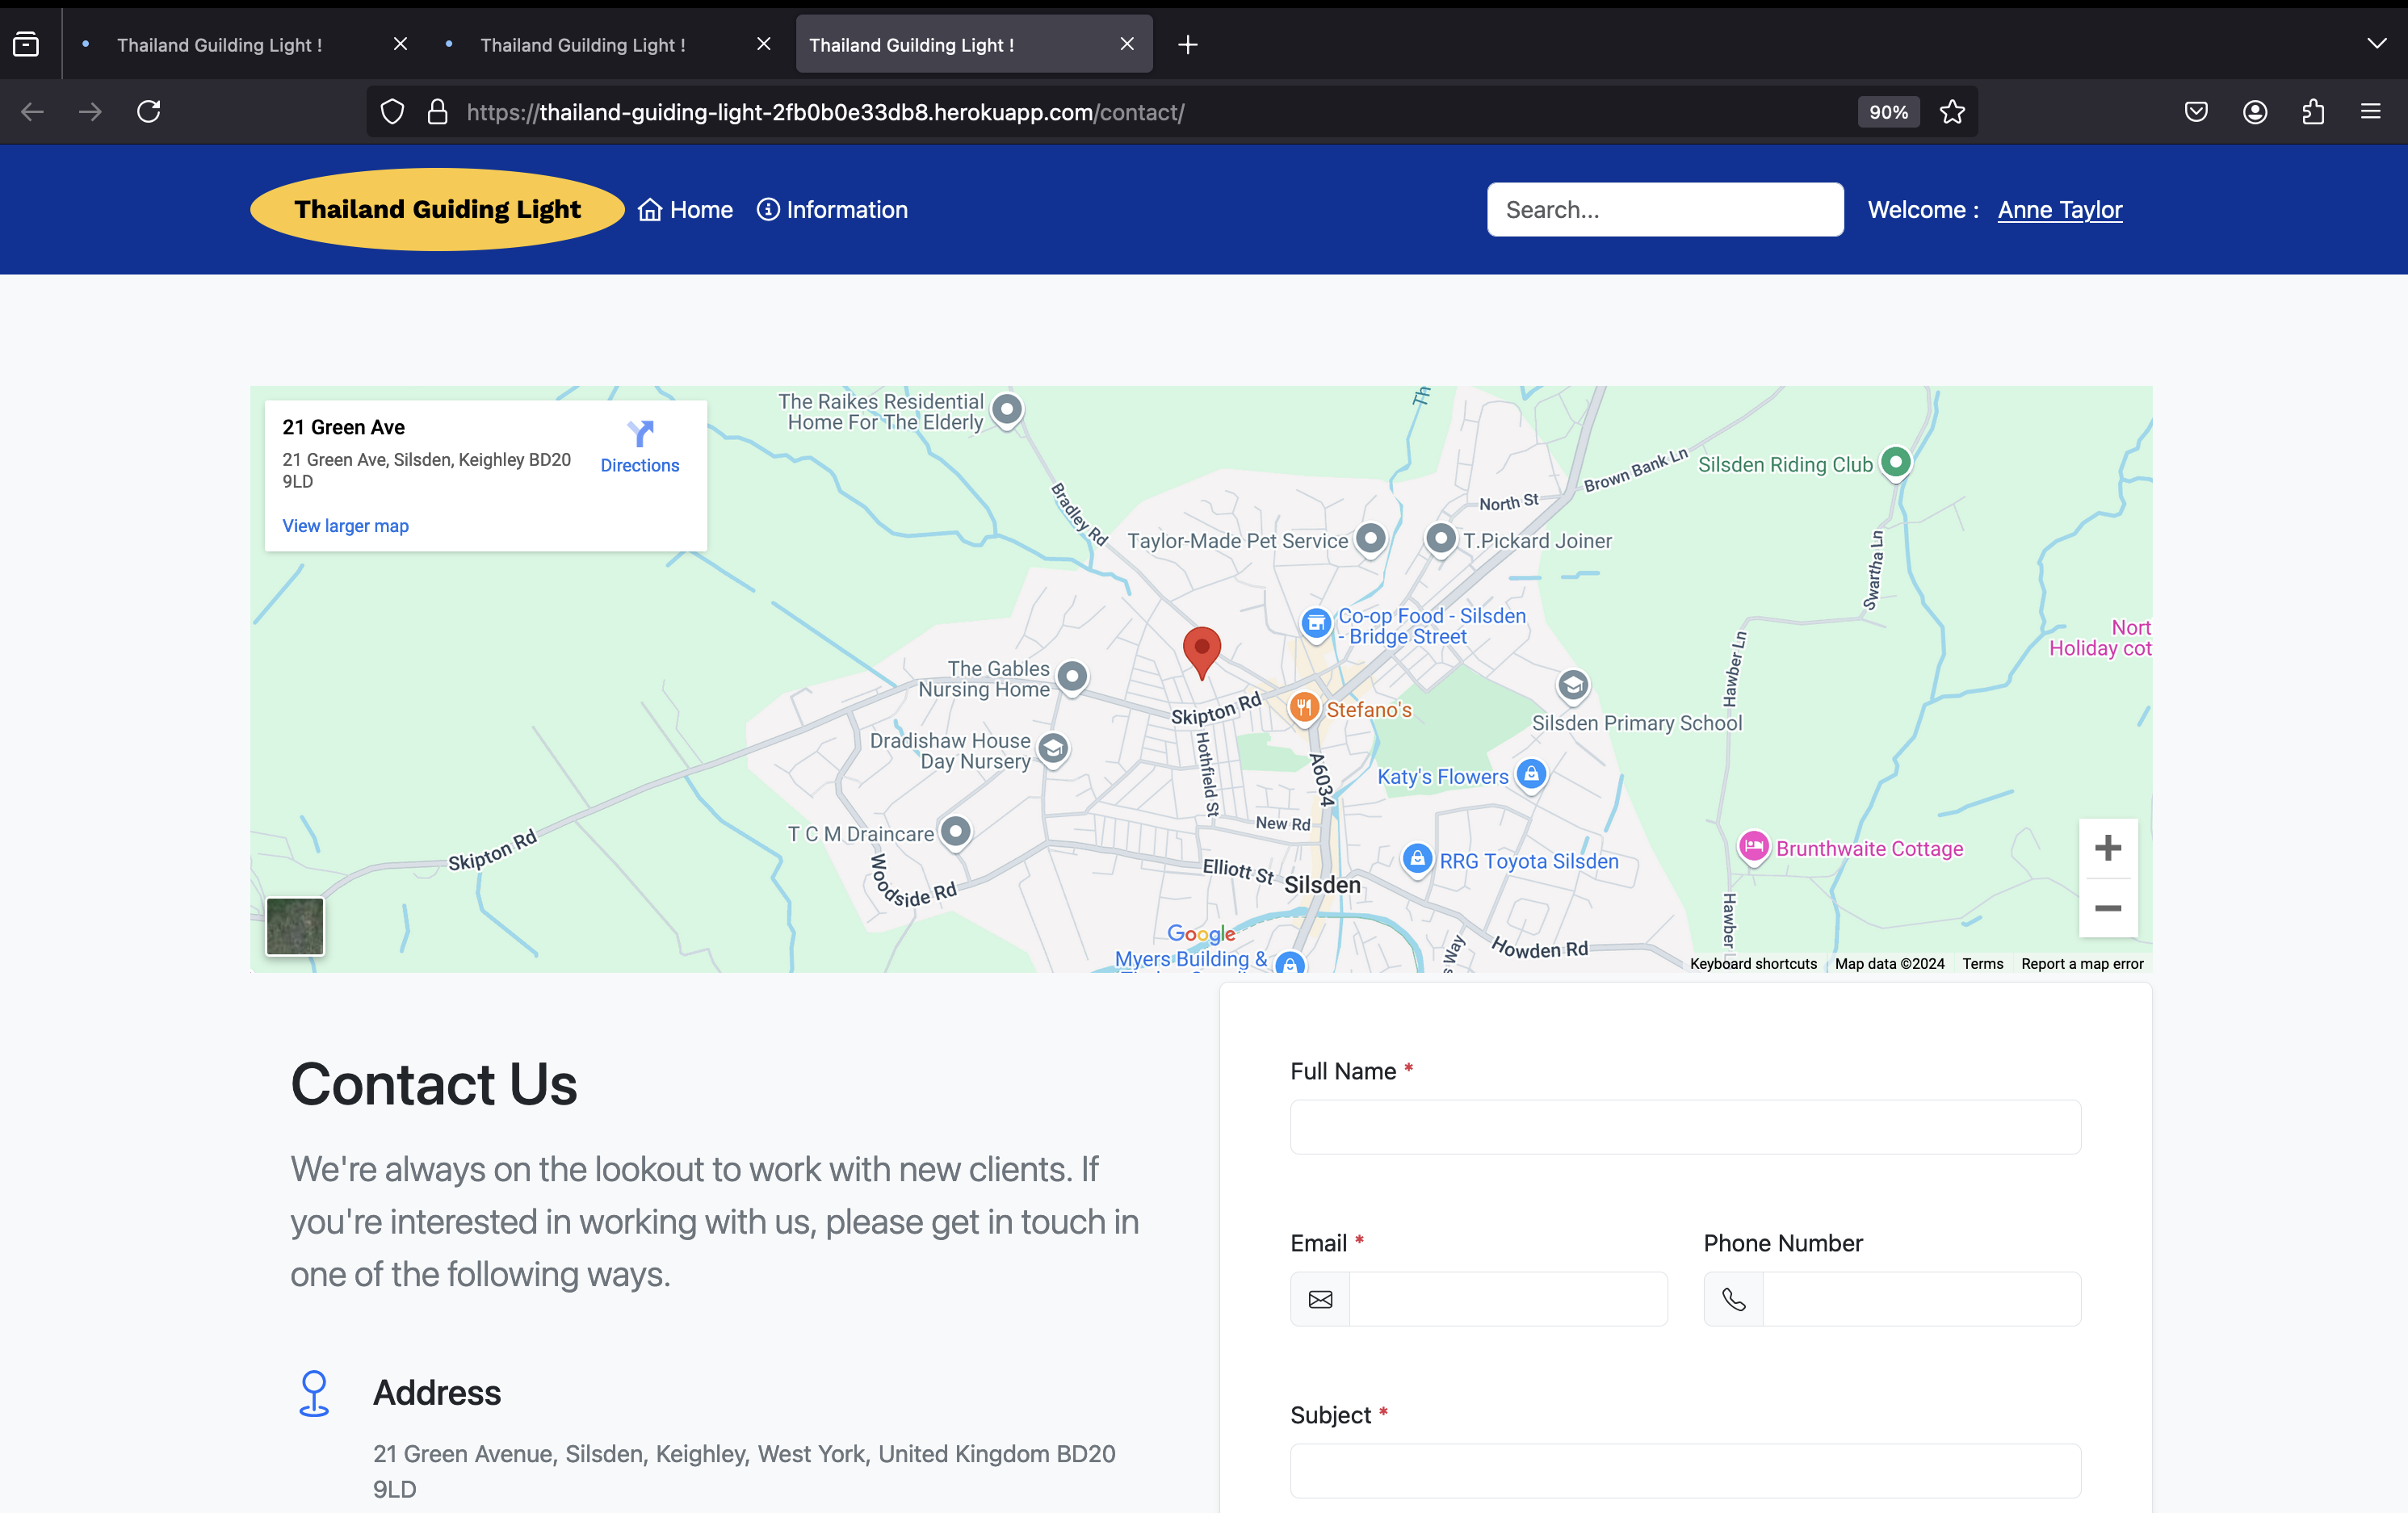 Thailand Guilding Light !
Thailand Guilding Light !
Thailand Guilding Light !
https://thailand-guiding-light-2fb0b0e33db8.herokuapp.com/contact/
90%
Thailand Guiding Light
Home
Information
Search...
Welcome :
Anne Taylor
21 Green Ave
21 Green Ave, Silsden, Keighley BD20
9LD
Directions
View larger map
The Raikes Residential
Home For The Elderly
Th
Bradley Rd
Brown Bank Ln
Silsden Riding Club
North St
Taylor-Made Pet Service
T.Pickard Joiner
Swartha Ln
Co-op Food - Silsden
- Bridge Street
Nort
Holiday cot
Hawber Ln
The Gables
Nursing Home
Skipton Rd
Stefano's
Silsden Primary School
Dradishaw House
Day Nursery
Hothfield St
A6034
Katy's Flowers
T C M Draincare
New Rd
Skipton Rd
Brunthwaite Cottage
RRG Toyota Silsden
Elliott St
Silsden
Woodside Rd
Hawber L
Google
Howden Rd
s Way
Myers Building &
Keyboard shortcuts
Map data ©2024
Terms
Report a map error
Contact Us
We're always on the lookout to work with new clients. If
you're interested in working with us, please get in touch in
one of the following ways.
Address
21 Green Avenue, Silsden, Keighley, West York, United Kingdom BD20
9LD
Full Name *
Email *
Phone Number
Subject *